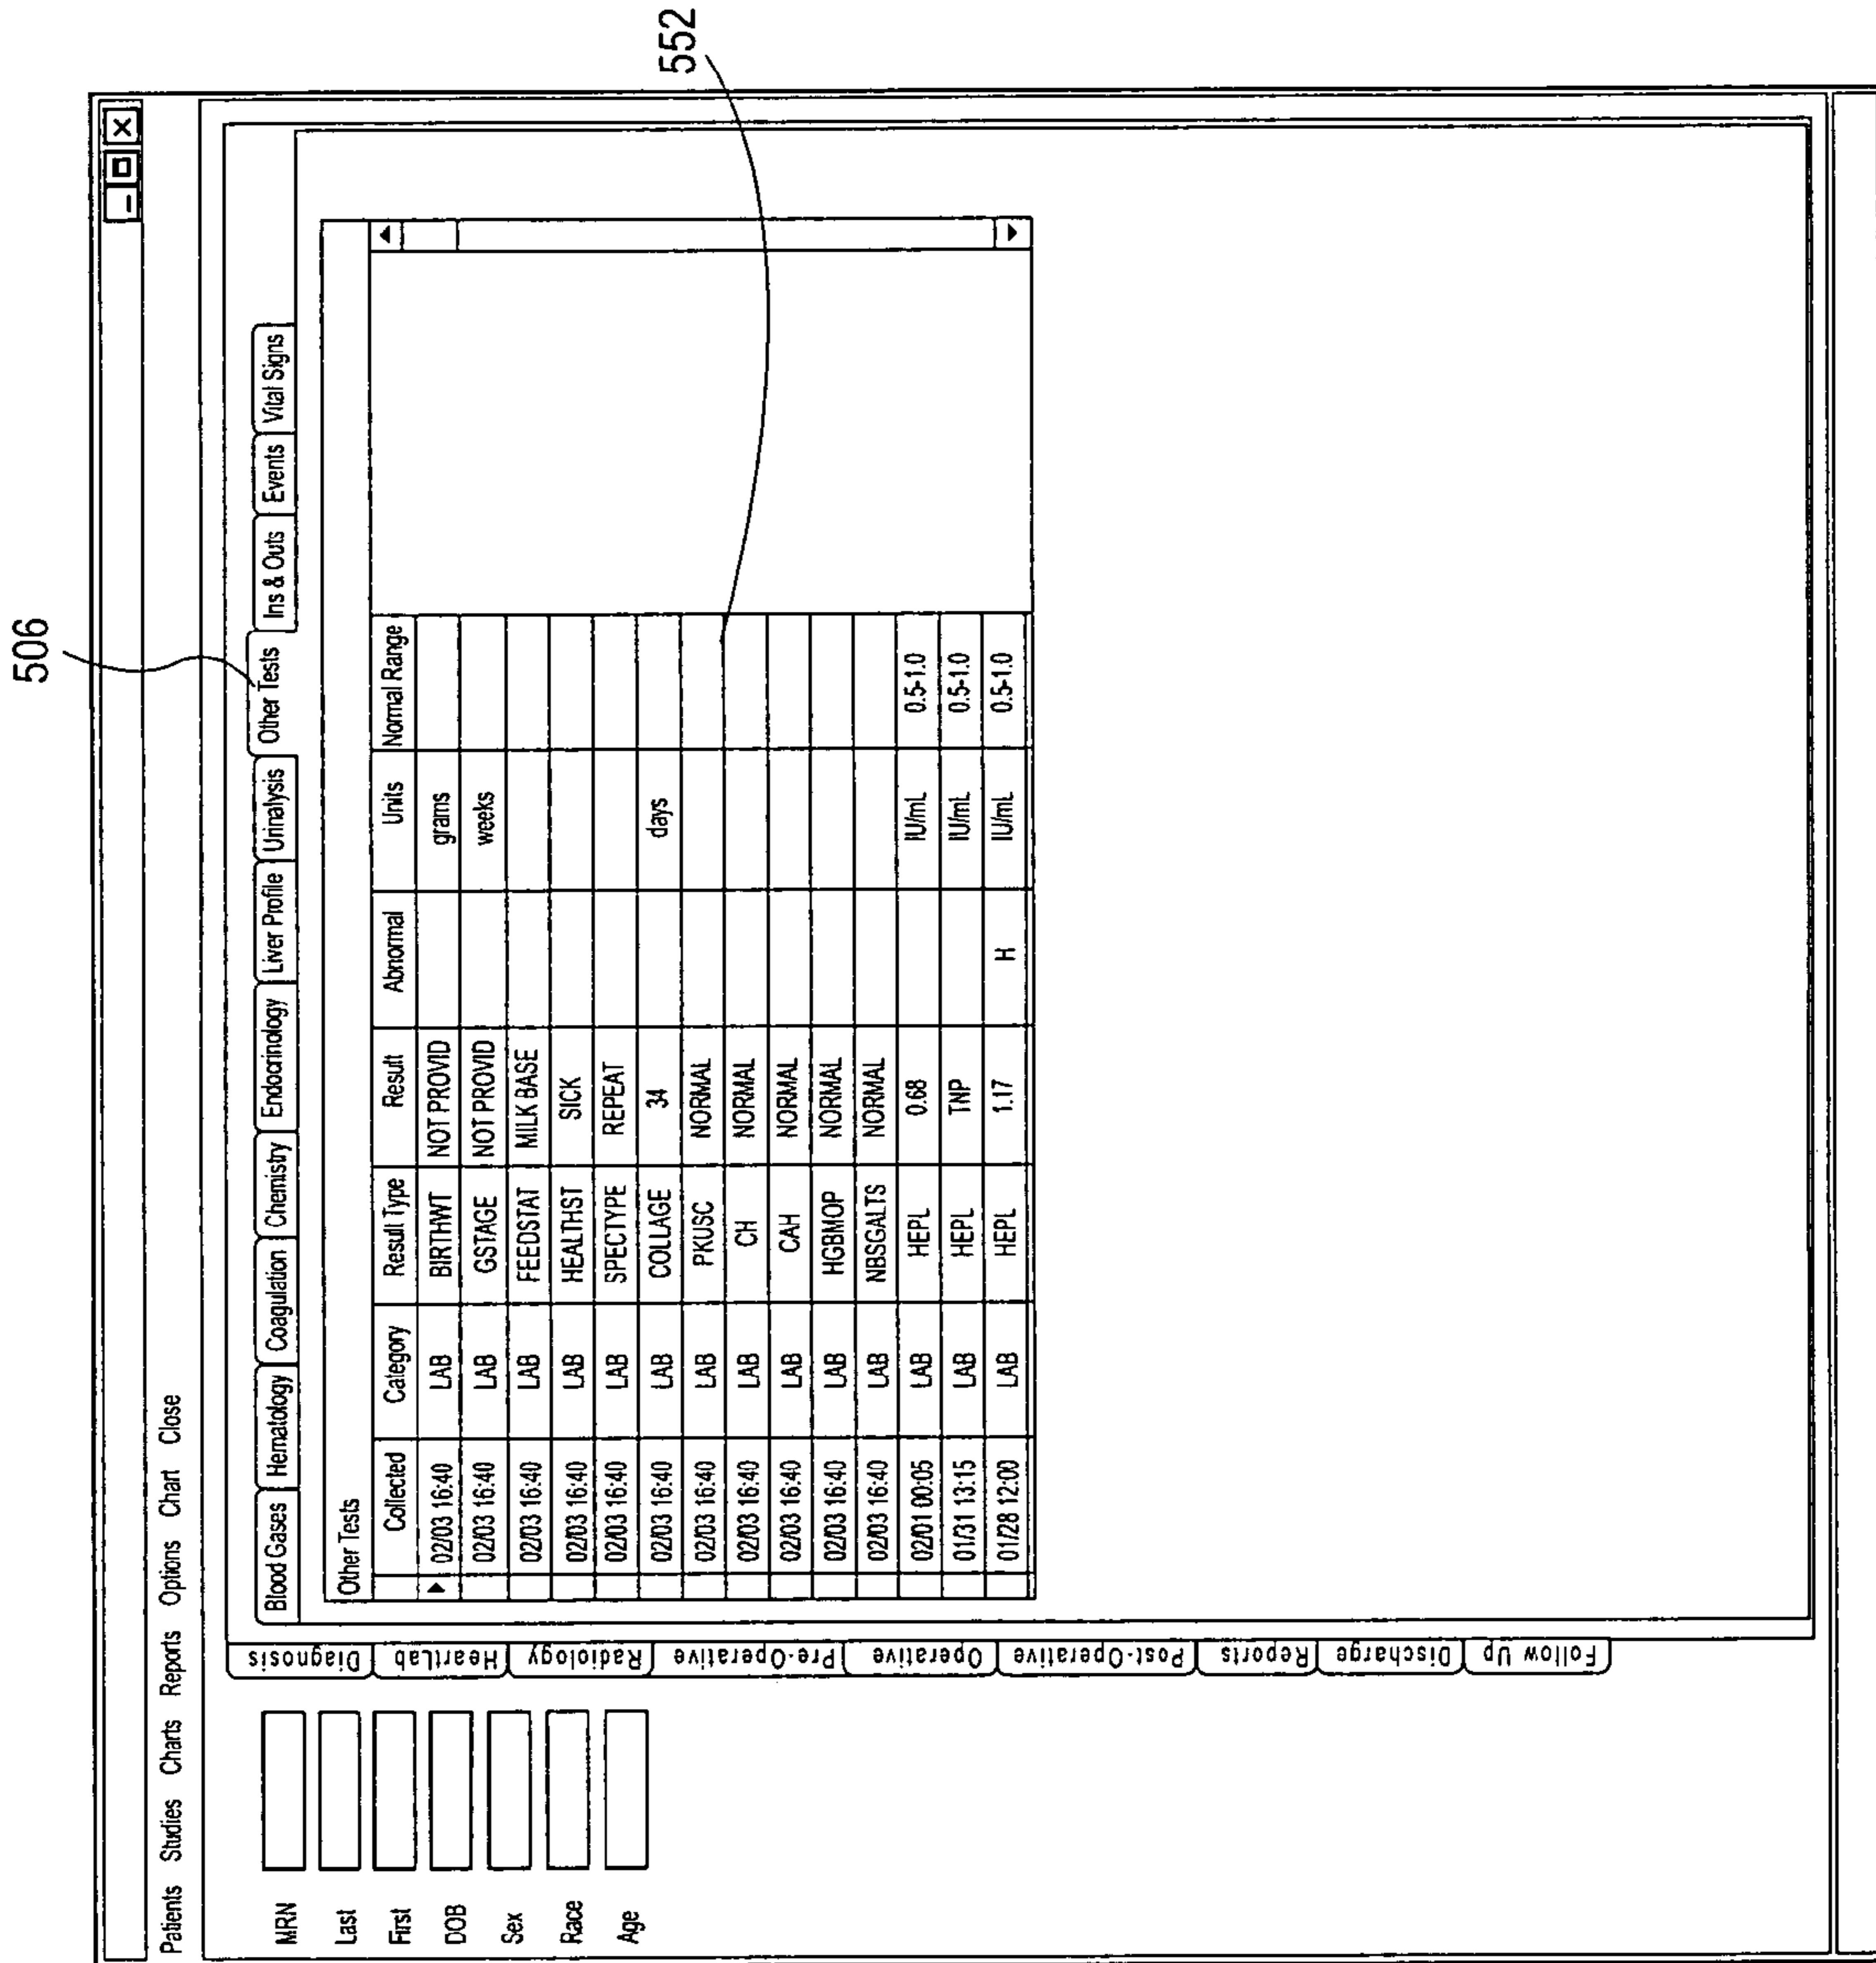 506
552
Patients Studies Charts Reports Options Chart Close
MRN
Last
First
DOB
Sex
Race
Age
Diagnosis
HeartLab
Radiology
Pre-Operative
Operative
Post-Operative
Reports
Discharge
Follow Up
Blood Gases Hematology Coagulation Chemistry Endocrinology Liver Profile Urinalysis Other Tests Ins & Outs Events Vital Signs
Other Tests
Collected Category Result Type Result Abnormal Units Normal Range
02/03 16:40 LAB BIRTHWT NOT PROVID grams
02/03 16:40 LAB GSTAGE NOT PROVID weeks
02/03 16:40 LAB FEEDSTAT MILK BASE
02/03 16:40 LAB HEALTHST SICK
02/03 16:40 LAB SPECTYPE REPEAT
02/03 16:40 LAB COLLAGE 34 days
02/03 16:40 LAB PKUSC NORMAL
02/03 16:40 LAB CH NORMAL
02/03 16:40 LAB CAH NORMAL
02/03 16:40 LAB HGBMOP NORMAL
02/03 16:40 LAB NBSGALTS NORMAL
02/01 00:05 LAB HEPL 0.68 IU/mL 0.5-1.0
01/31 13:15 LAB HEPL TNP IU/mL 0.5-1.0
01/28 12:00 LAB HEPL 1.17 H IU/mL 0.5-1.0